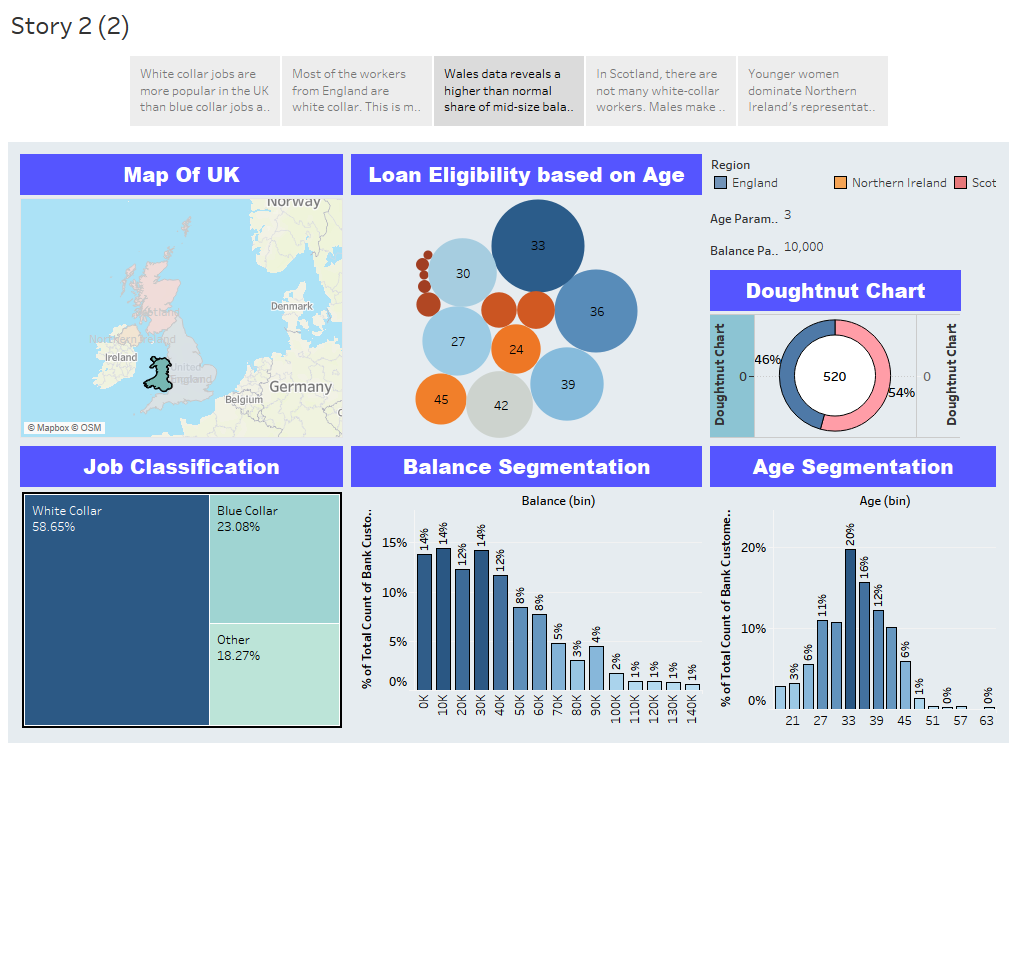 Story 2 (2)
White collar jobs are
more popular in the UK
than blue collar jobs a..
Most of the workers
from England are
white collar. This is m..
Wales data reveals a
higher than normal
share of mid-size bala..
In Scotland, there are
not many white-collar
workers. Males make ..
Younger women
dominate Northern
Ireland's representat..
Map Of UK
Norway
Denmark
Scotland
Northern Ireland
Ireland
United
England
Germany
Belgium
© Mapbox © OSM
Loan Eligibility based on Age
33
30
36
27
24
39
45
42
Region
England
Northern Ireland
Scot
Age Param..
3
Balance Pa..
10,000
Doughtnut Chart
Doughtnut Chart
0
46%
520
54%
0
Doughtnut Chart
Job Classification
White Collar
58.65%
Blue Collar
23.08%
Other
18.27%
Balance Segmentation
Balance (bin)
% of Total Count of Bank Custo..
15%
10%
5%
0%
14%
14%
12%
14%
12%
8%
8%
5%
3%
4%
2%
1%
1%
1%
1%
0K
10K
20K
30K
40K
50K
60K
70K
80K
90K
100K
110K
120K
130K
140K
Age Segmentation
Age (bin)
% of Total Count of Bank Custome..
20%
10%
0%
3%
6%
11%
20%
16%
12%
6%
1%
0%
0%
21
27
33
39
45
51
57
63